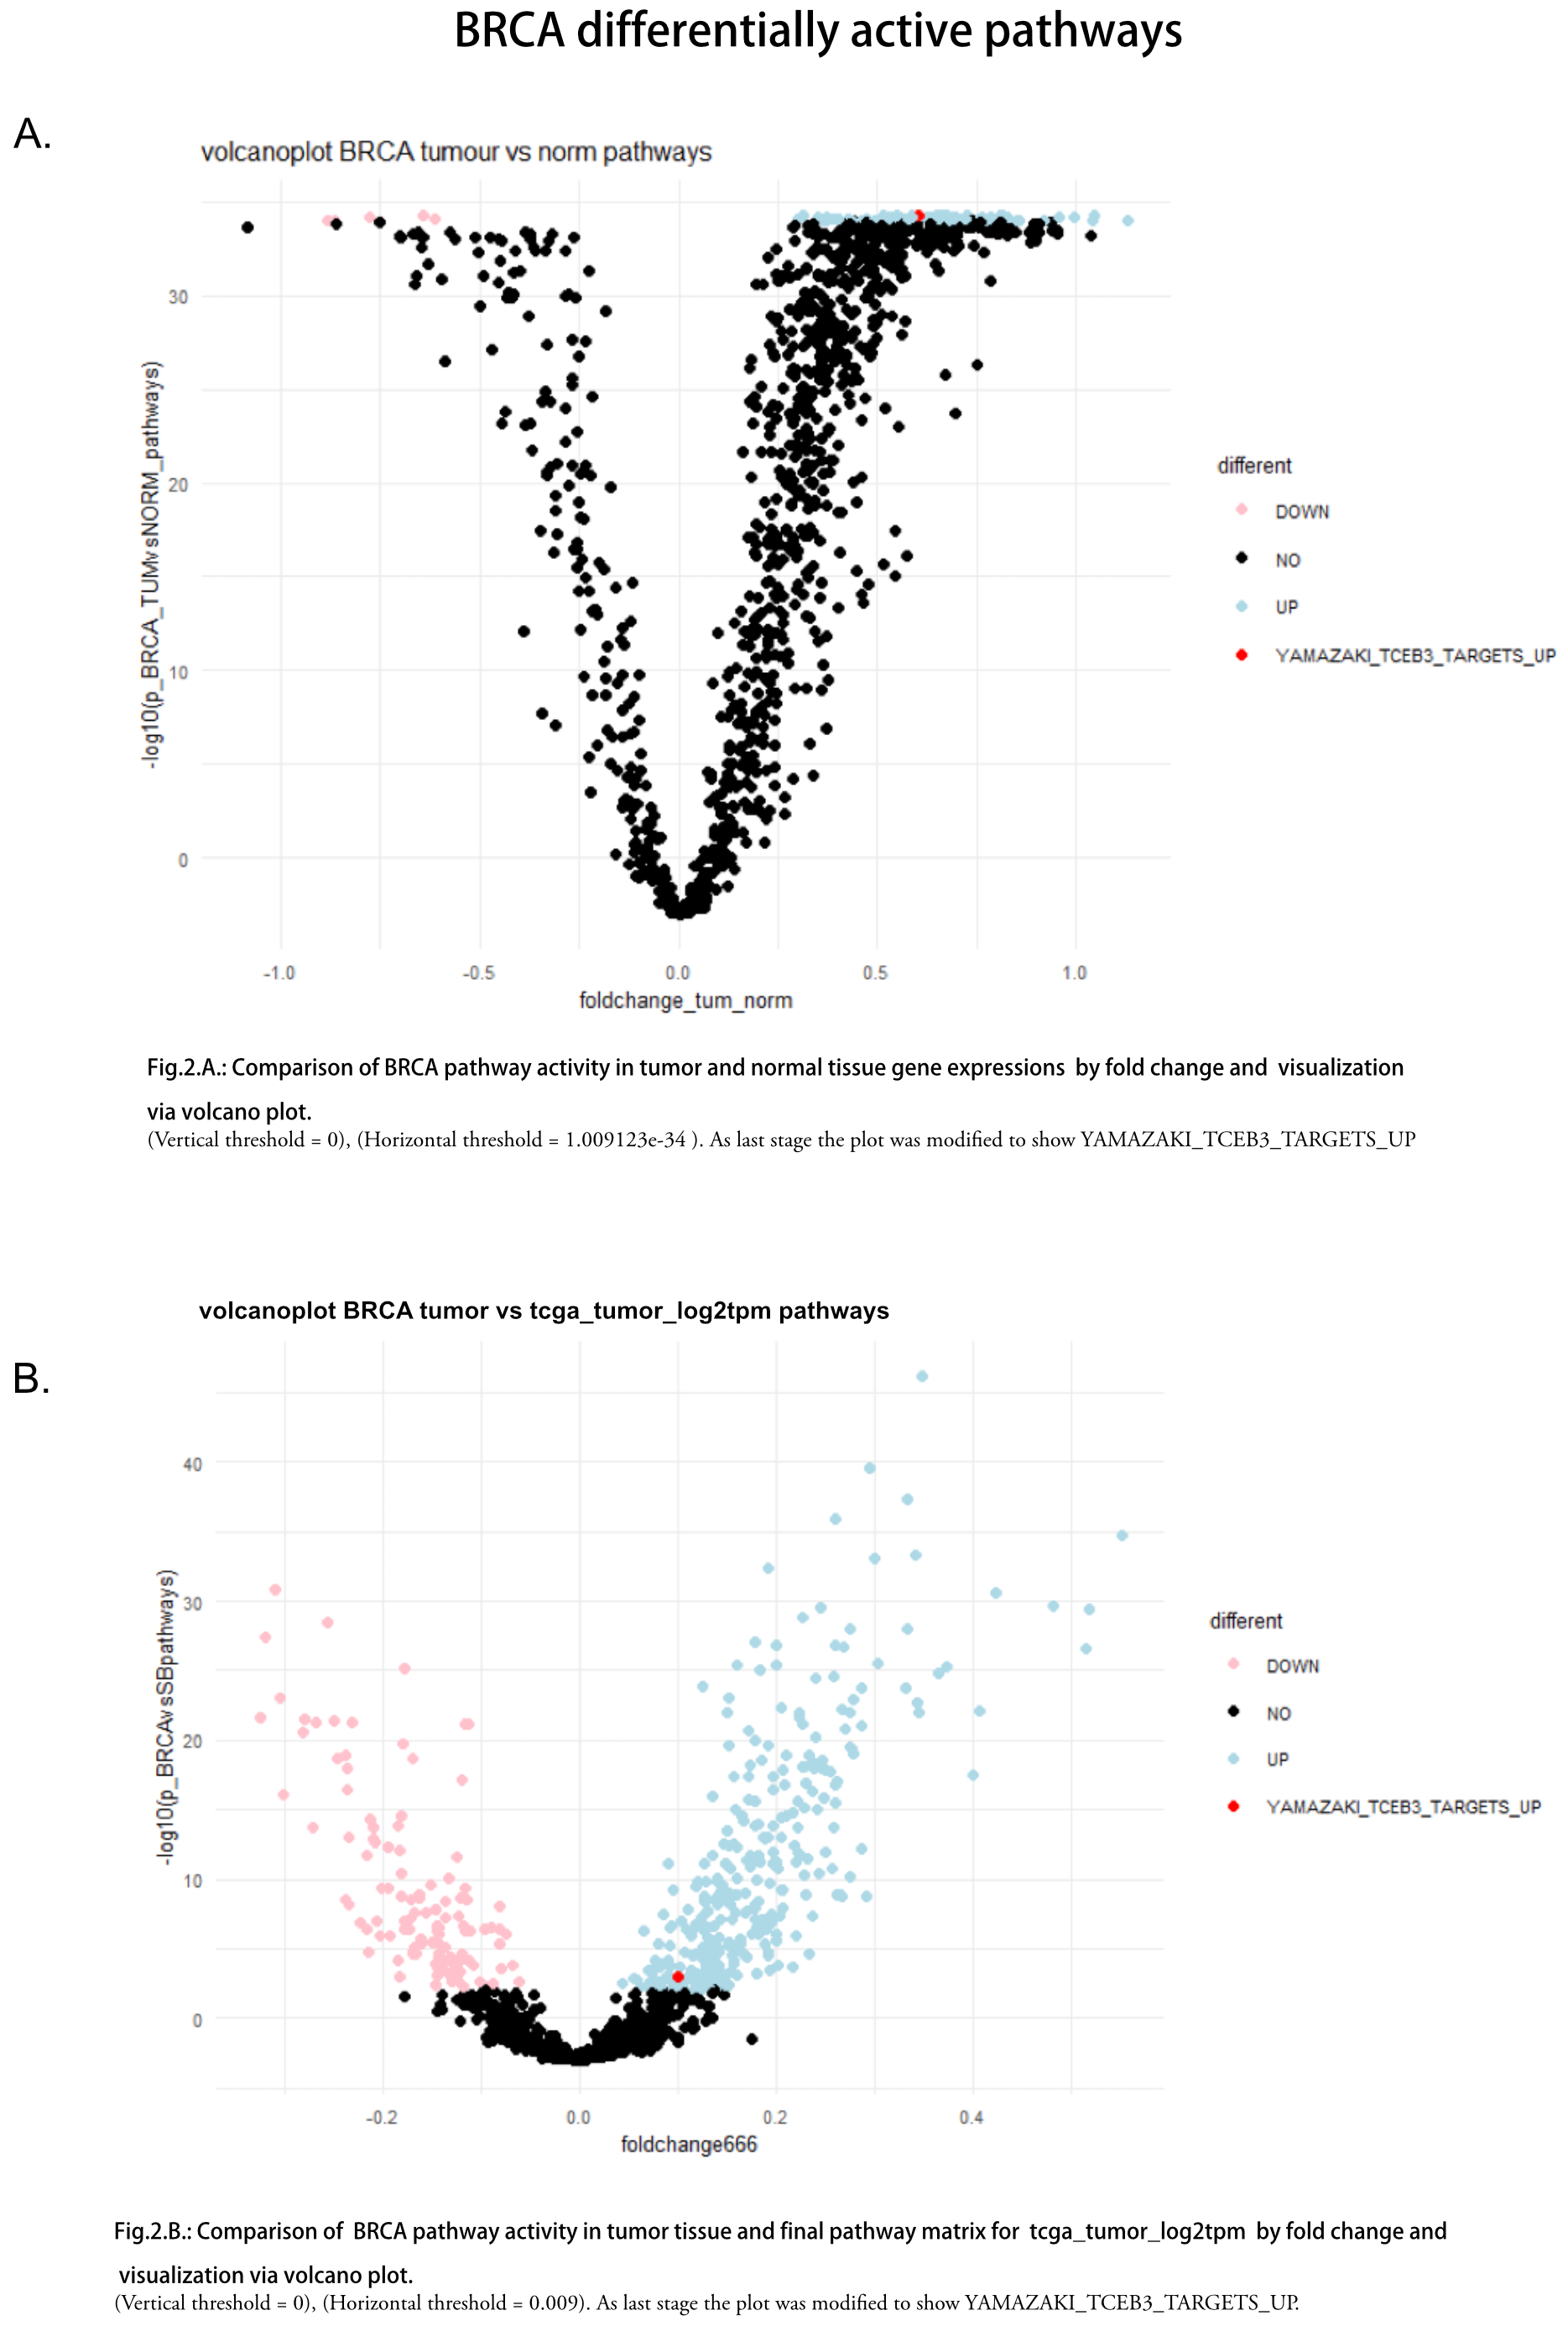 BRCA differentially active pathways
A.
volcanoplot BRCA tumour vs norm pathways
-log10(p_BRCA_TUMvsNORM_pathways)
30
20
10
0
-1.0 -0.5 0.0 0.5 1.0
foldchange_tum_norm
different
DOWN
NO
UP
YAMAZAKI_TCEB3_TARGETS_UP
Fig.2.A.: Comparison of BRCA pathway activity in tumor and normal tissue gene expressions by fold change and visualization
via volcano plot.
(Vertical threshold = 0), (Horizontal threshold = 1.009123e-34 ). As last stage the plot was modified to show YAMAZAKI_TCEB3_TARGETS_UP
volcanoplot BRCA tumor vs tcga_tumor_log2tpm pathways
B.
-log10(p_BRCAvsSBpathways)
40
30
20
10
0
-0.2 0.0 0.2 0.4
foldchange666
different
DOWN
NO
UP
YAMAZAKI_TCEB3_TARGETS_UP
Fig.2.B.: Comparison of BRCA pathway activity in tumor tissue and final pathway matrix for tcga_tumor_log2tpm by fold change and
visualization via volcano plot.
(Vertical threshold = 0), (Horizontal threshold = 0.009). As last stage the plot was modified to show YAMAZAKI_TCEB3_TARGETS_UP.